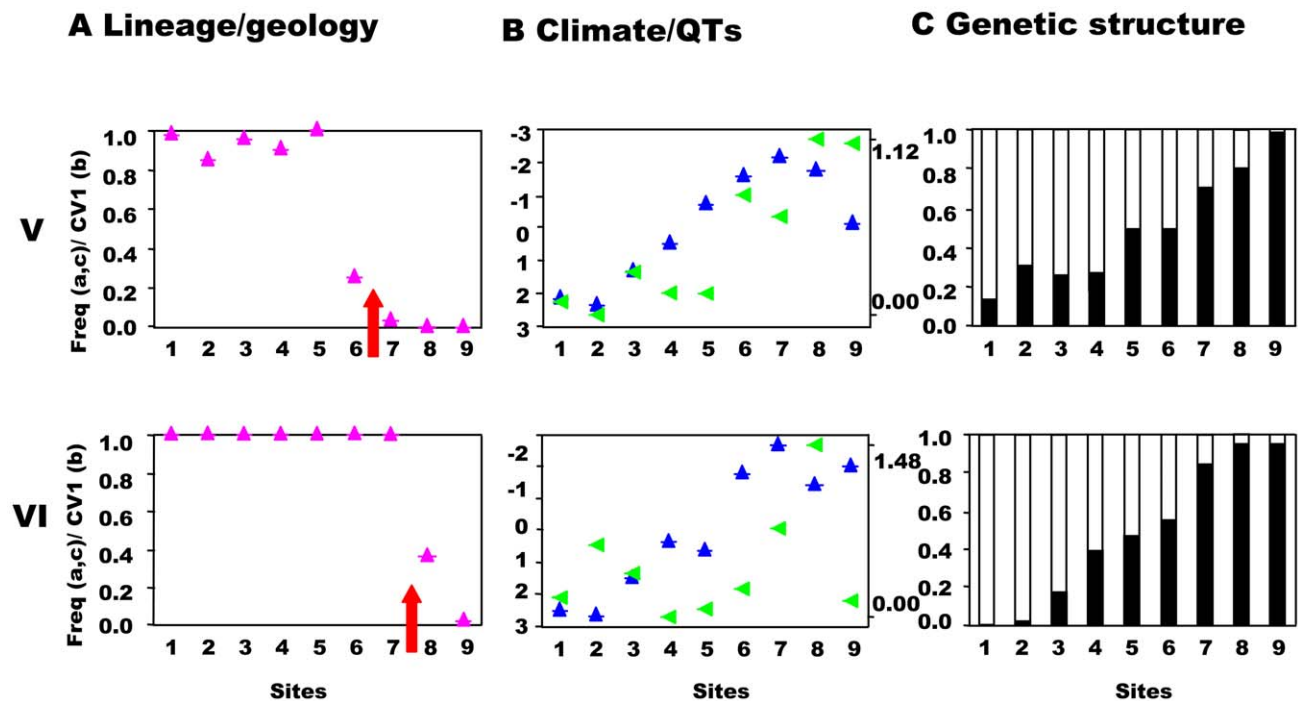 A Lineage/geology
B Climate/QTs
C Genetic structure
V
Freq (a,c)/ CV1 (b)
1.0
0.8
0.6
0.4
0.2
0.0
1 2 3 4 5 6 7 8 9
-3
-2
-1
0
1
2
3
1.12
0.00
1 2 3 4 5 6 7 8 9
1.0
0.8
0.6
0.4
0.2
0.0
1 2 3 4 5 6 7 8 9
VI
Freq (a,c)/ CV1 (b)
1.0
0.8
0.6
0.4
0.2
0.0
1 2 3 4 5 6 7 8 9
Sites
-2
-1
0
1
2
3
1.48
0.00
1 2 3 4 5 6 7 8 9
Sites
1.0
0.8
0.6
0.4
0.2
0.0
1 2 3 4 5 6 7 8 9
Sites